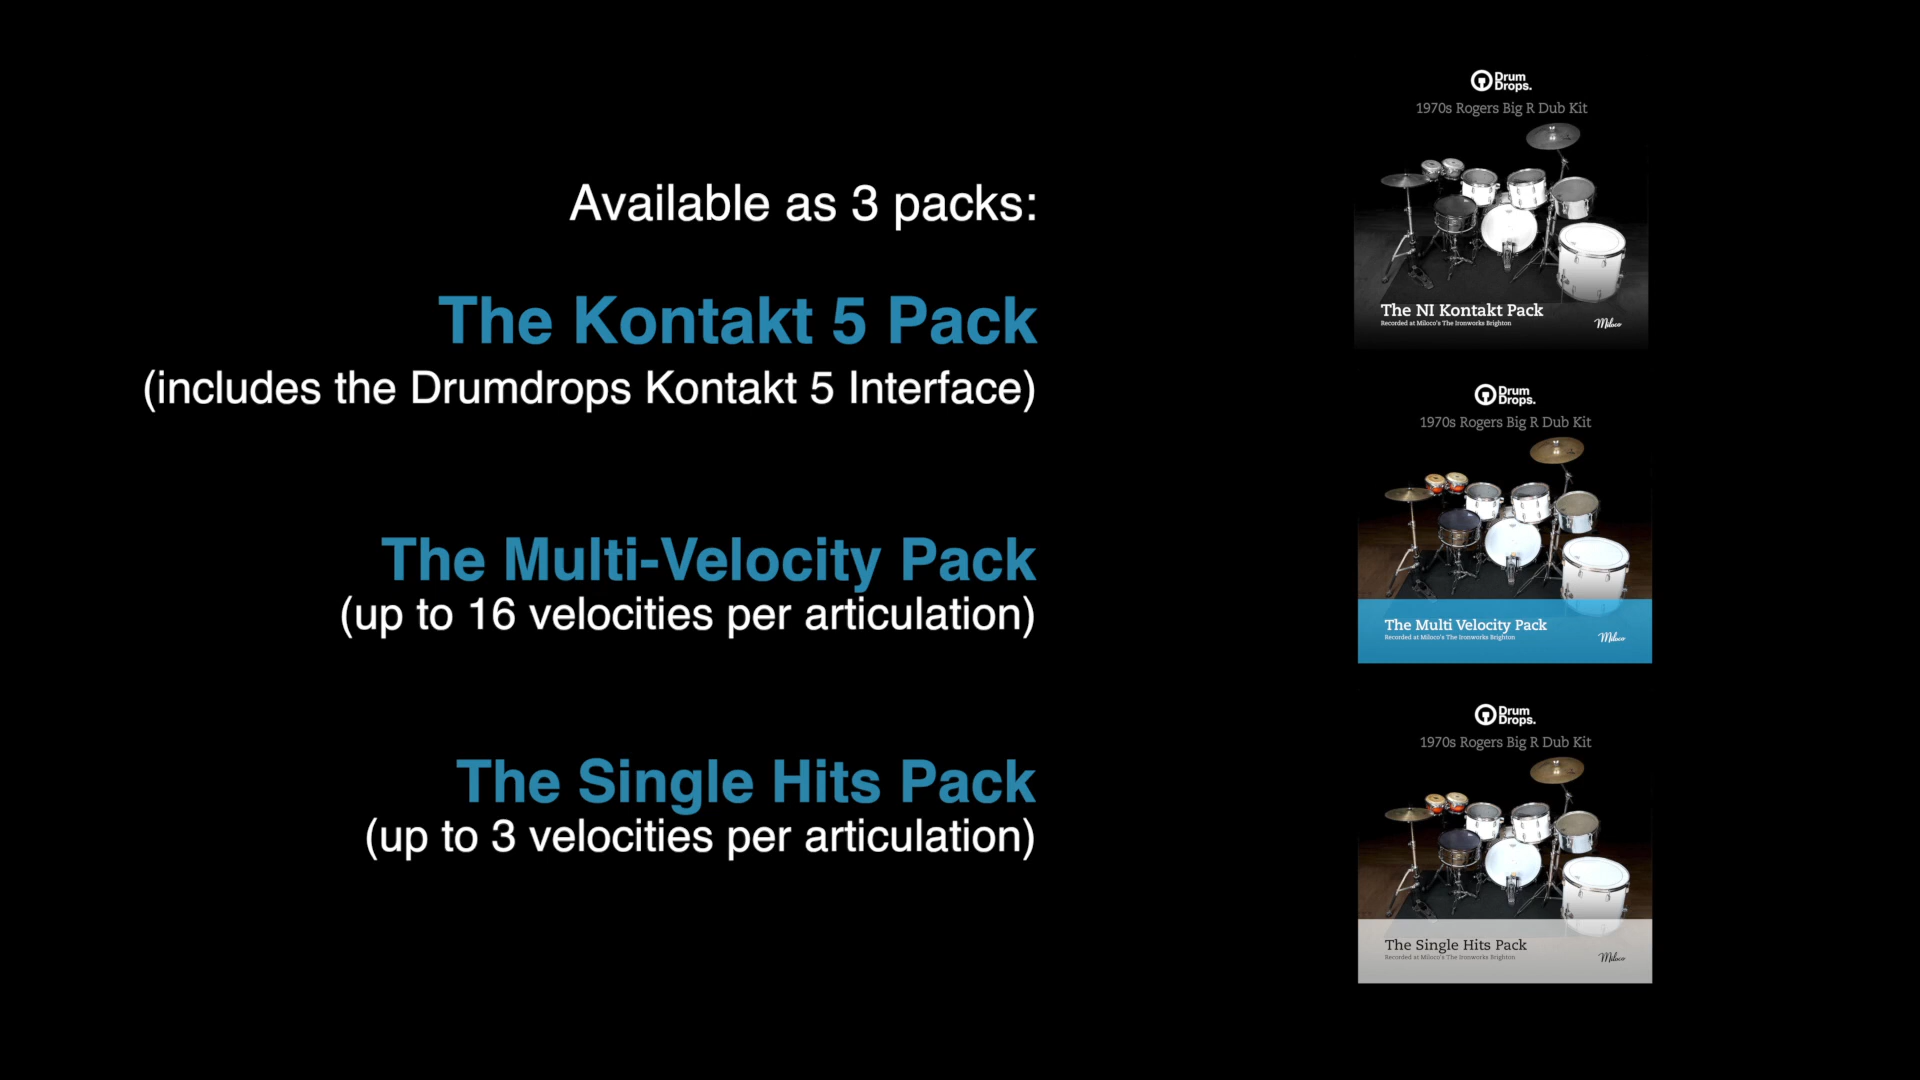 Available as 3 packs:
The Kontakt 5 Pack
(includes the Drumdrops Kontakt 5 Interface)
The Multi-Velocity Pack
(up to 16 velocities per articulation)
The Single Hits Pack
(up to 3 velocities per articulation)
Drum
Drops.
1970s Rogers Big R Dub Kit
The NI Kontakt Pack
Recorded at Miloco's The Ironworks Brighton
Miloco
Drum
Drops.
1970s Rogers Big R Dub Kit
The Multi Velocity Pack
Recorded at Miloco's The Ironworks Brighton
Miloco
Drum
Drops.
1970s Rogers Big R Dub Kit
The Single Hits Pack
Recorded at Miloco's The Ironworks Brighton
Miloco